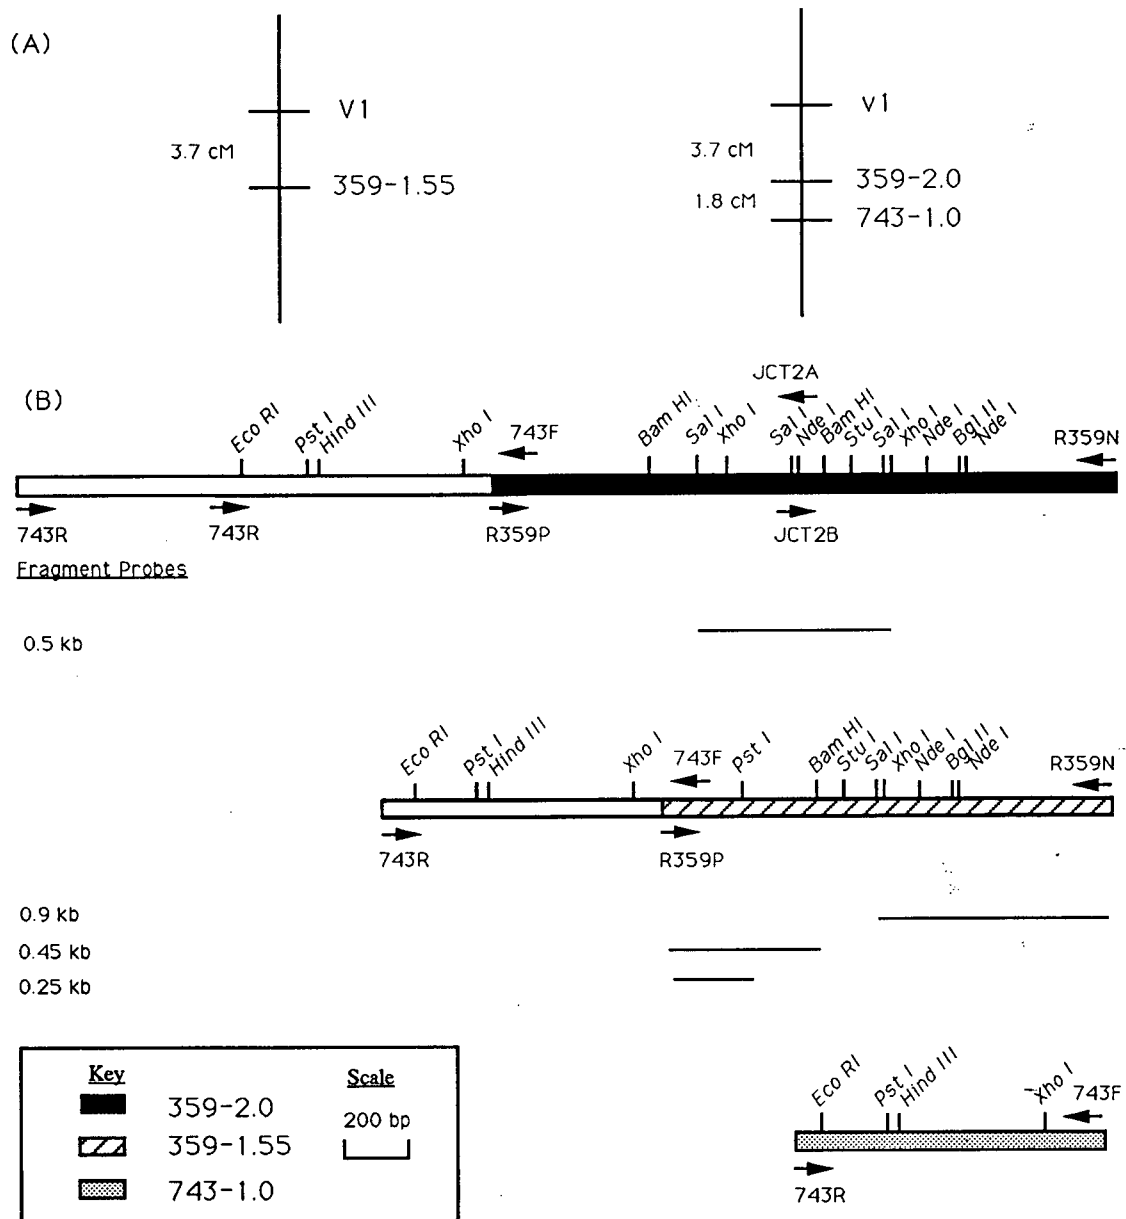 (A)
V1
3.7 cM
359-1.55
V1
3.7 cM
359-2.0
1.8 cM
743-1.0
(B)
JCT2A
Eco RI
Pst I
Hind III
Xho I
743F
Bam HI
Sal I
Xho I
Sal I
Nde I
Bam HI
Stu I
Sal I
Xho I
Nde I
Bgl II
Nde I
R359N
743R
743R
R359P
JCT2B
Fragment Probes
0.5 kb
Eco RI
Pst I
Hind III
Xho I
743F
Pst I
Bam HI
Stu I
Sal I
Xho I
Nde I
Bgl II
Nde I
R359N
743R
R359P
0.9 kb
0.45 kb
0.25 kb
Key
Scale
359-2.0
200 bp
359-1.55
743-1.0
Eco RI
Pst I
Hind III
Xho I
743F
743R